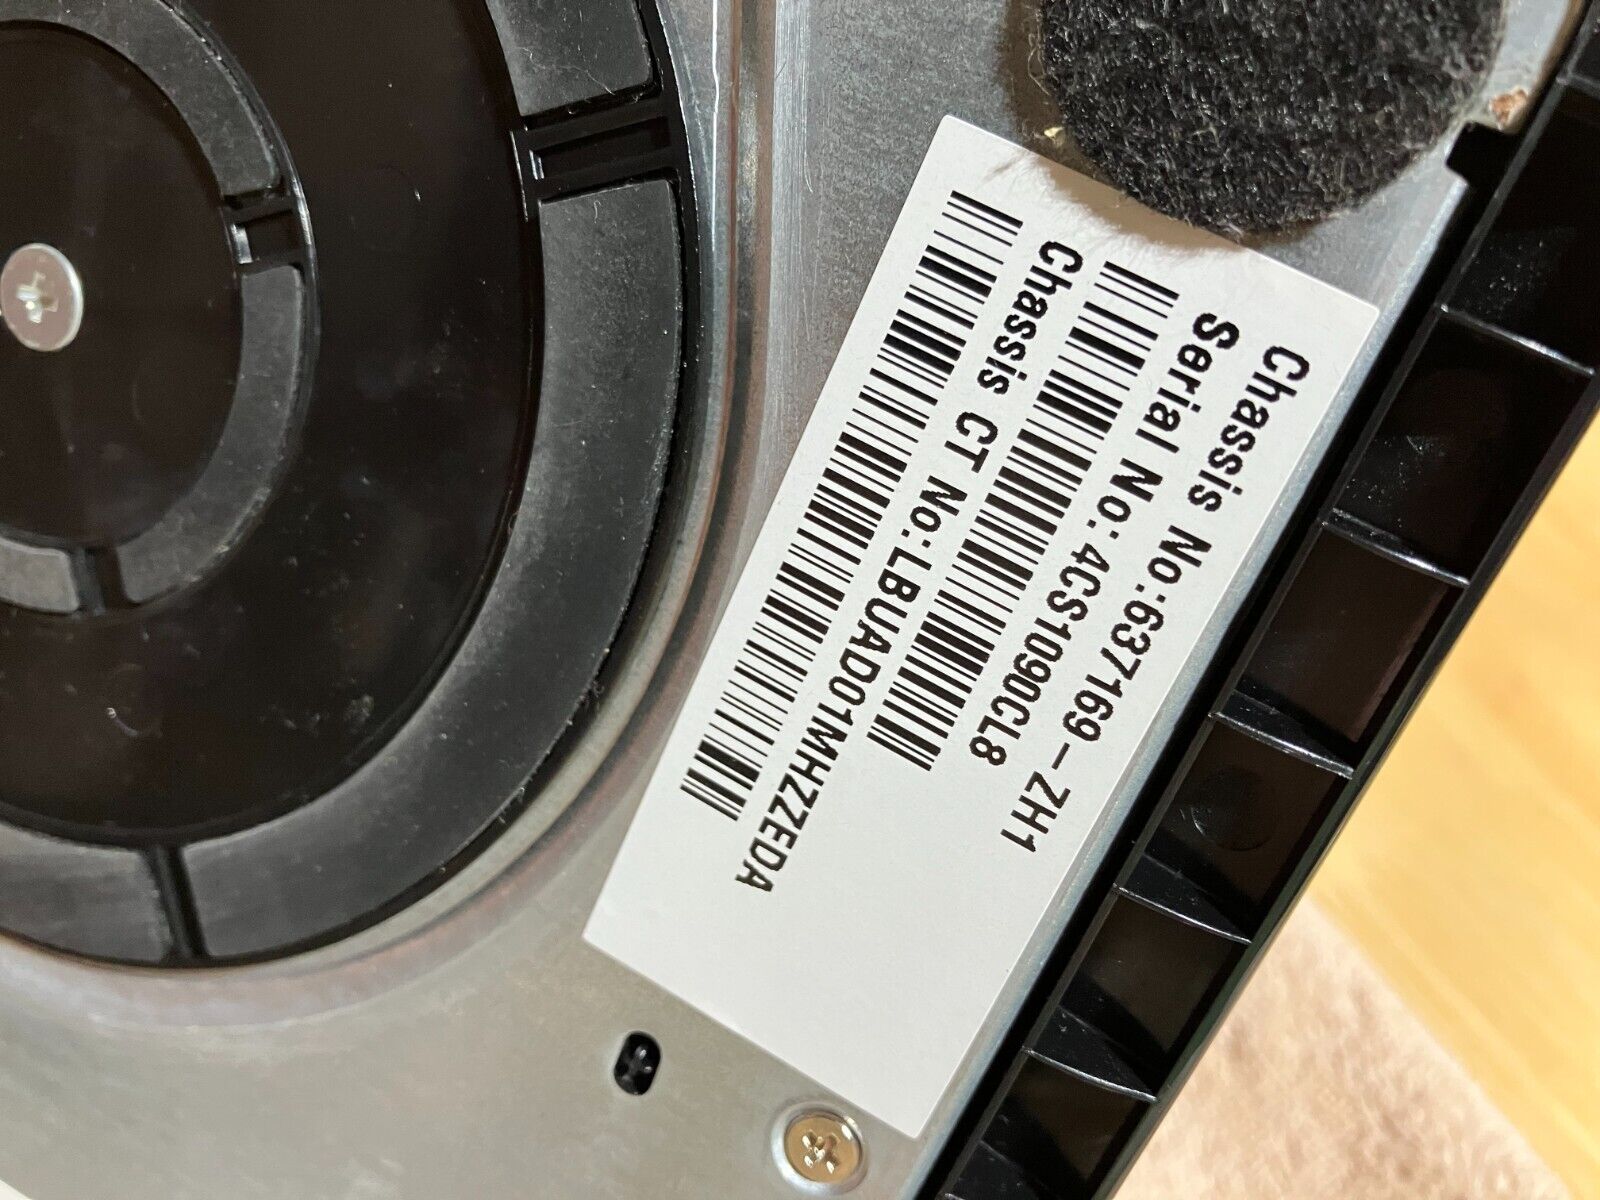 Chassis No:637169-ZH1
Serial No:4CS1090CL8
Chassis CT No:LBUAD01MHZZEDA